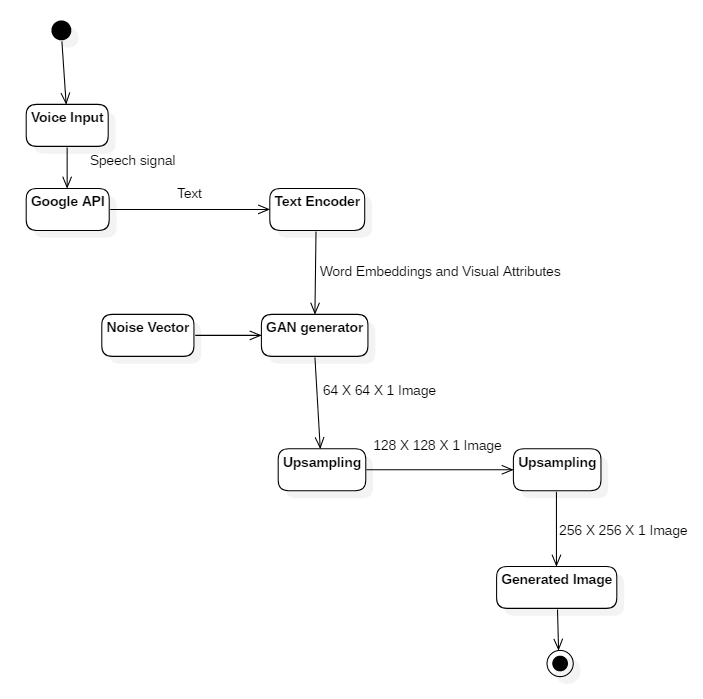 Voice Input
Speech signal
Google API
Text
Text Encoder
Word Embeddings and Visual Attributes
Noise Vector
GAN generator
64 X 64 X 1 Image
128 X 128 X 1 Image
Upsampling
Upsampling
256 X 256 X 1 Image
Generated Image